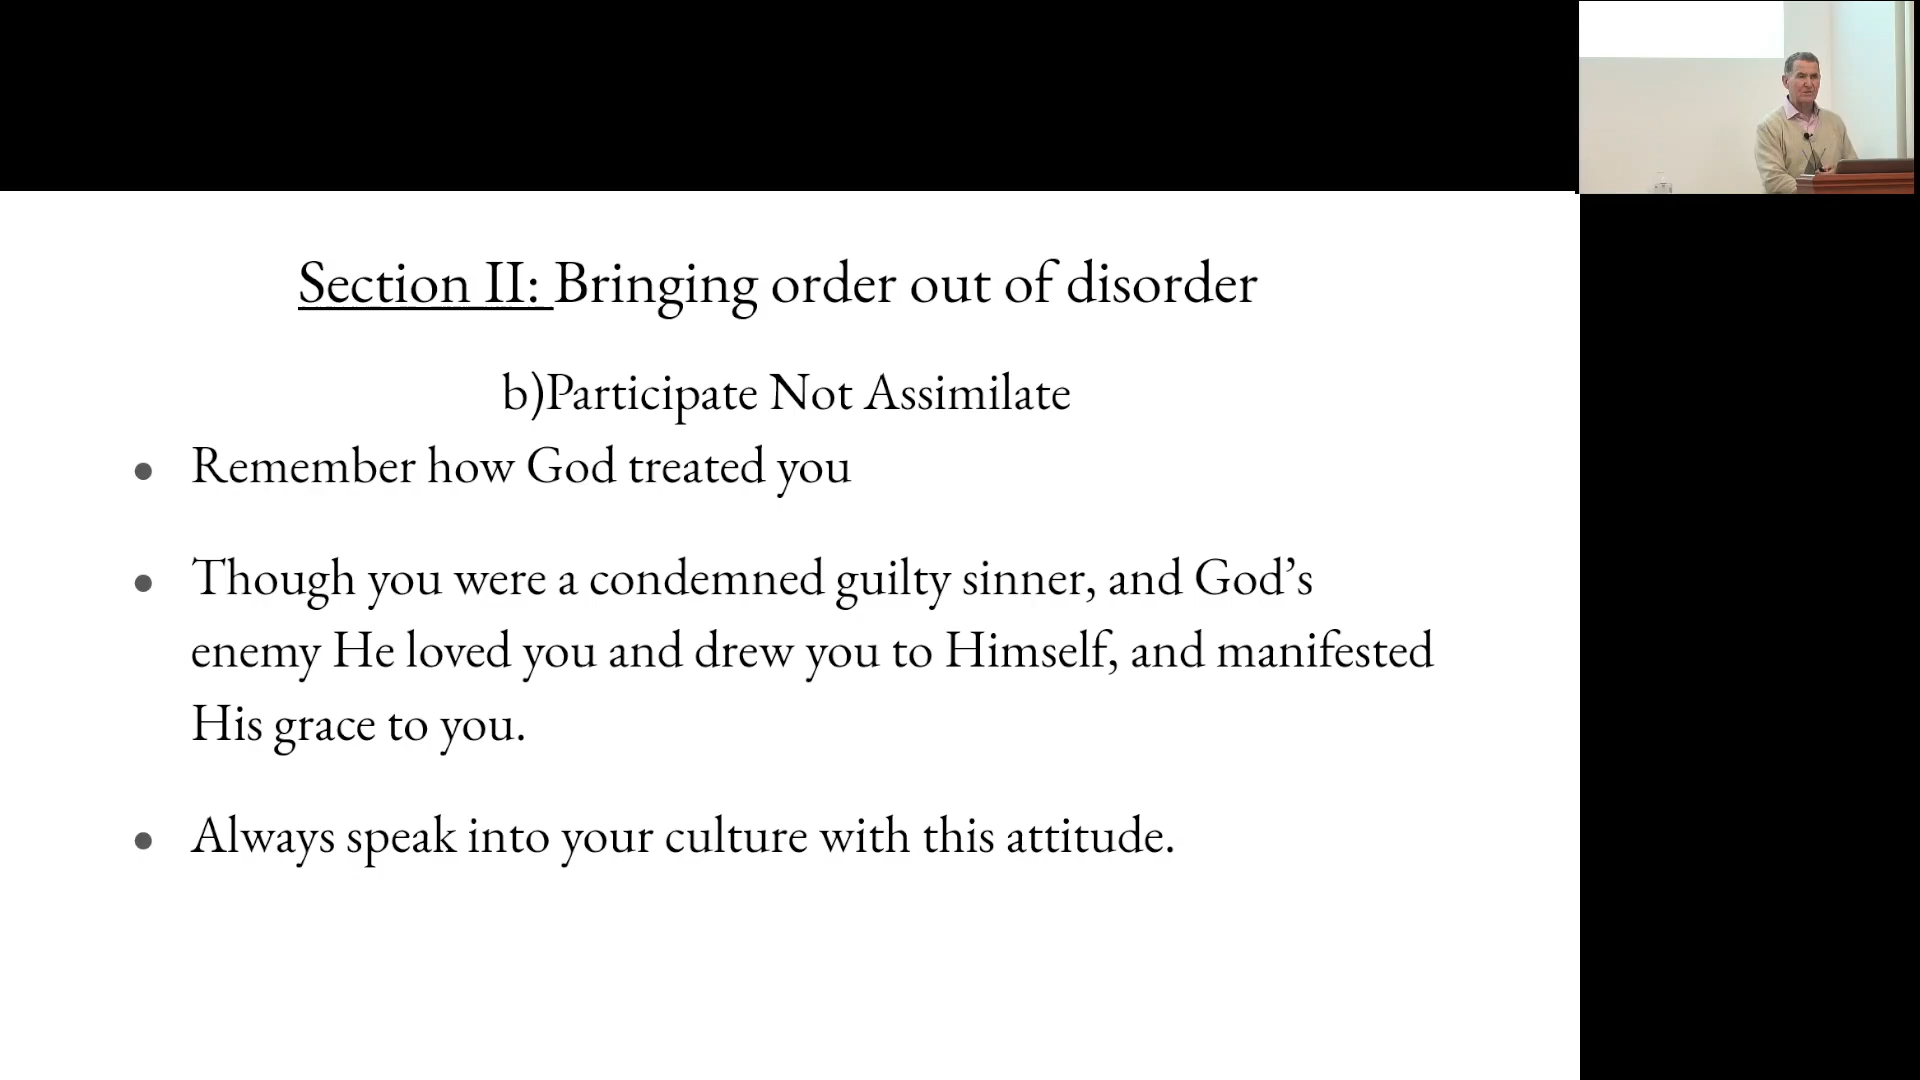 Section II: Bringing order out of disorder
b)Participate Not Assimilate
● Remember how God treated you
● Though you were a condemned guilty sinner, and God’s
enemy He loved you and drew you to Himself, and manifested
His grace to you.
● Always speak into your culture with this attitude.